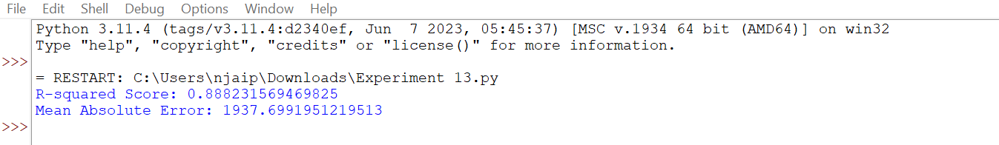 File Edit Shell Debug Options Window Help
Python 3.11.4 (tags/v3.11.4:d2340ef, Jun  7 2023, 05:45:37) [MSC v.1934 64 bit (AMD64)] on win32
Type "help", "copyright", "credits" or "license()" for more information.
>>>
= RESTART: C:\Users\njaip\Downloads\Experiment 13.py
R-squared Score: 0.888231569469825
Mean Absolute Error: 1937.6991951219513
>>>